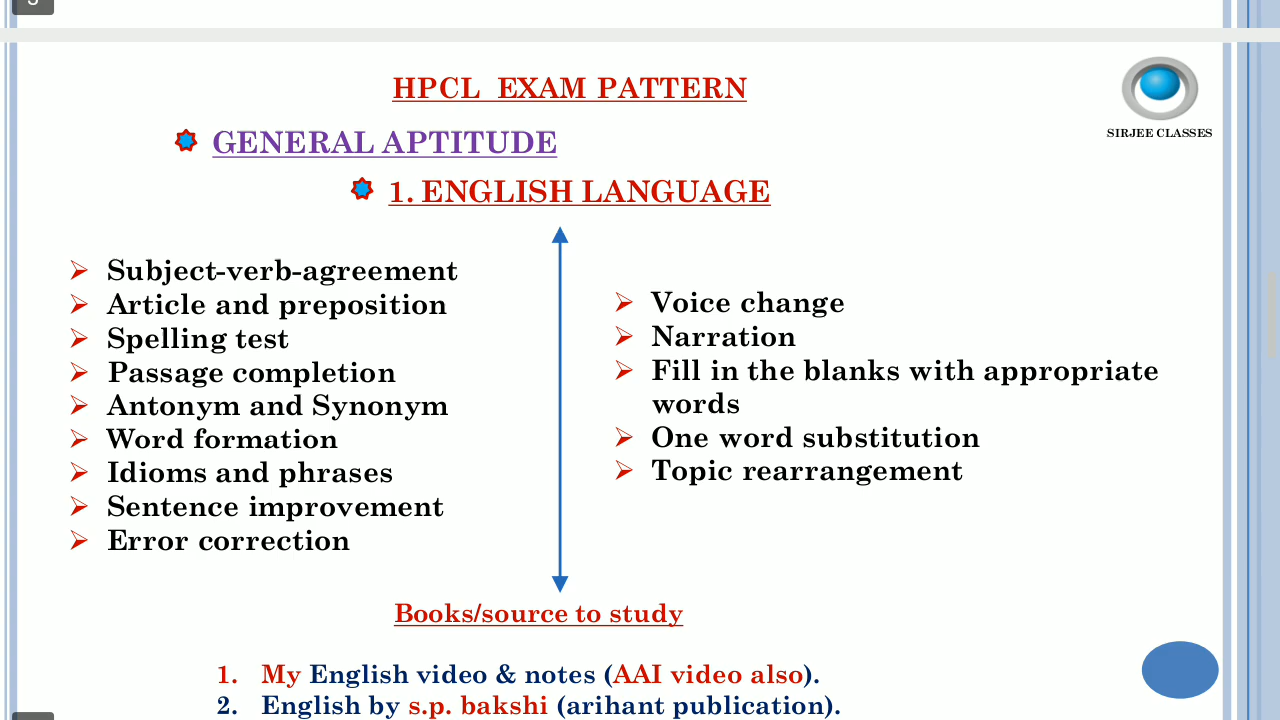 HPCL EXAM PATTERN
SIRJEE CLASSES
GENERAL APTITUDE
1. ENGLISH LANGUAGE
Subject-verb-agreement
Article and preposition
Spelling test
Passage completion
Antonym and Synonym
Word formation
Idioms and phrases
Sentence improvement
Error correction
Voice change
Narration
Fill in the blanks with appropriate
words
One word substitution
Topic rearrangement
Books/source to study
1. My English video & notes (AAI video also).
2. English by s.p. bakshi (arihant publication).